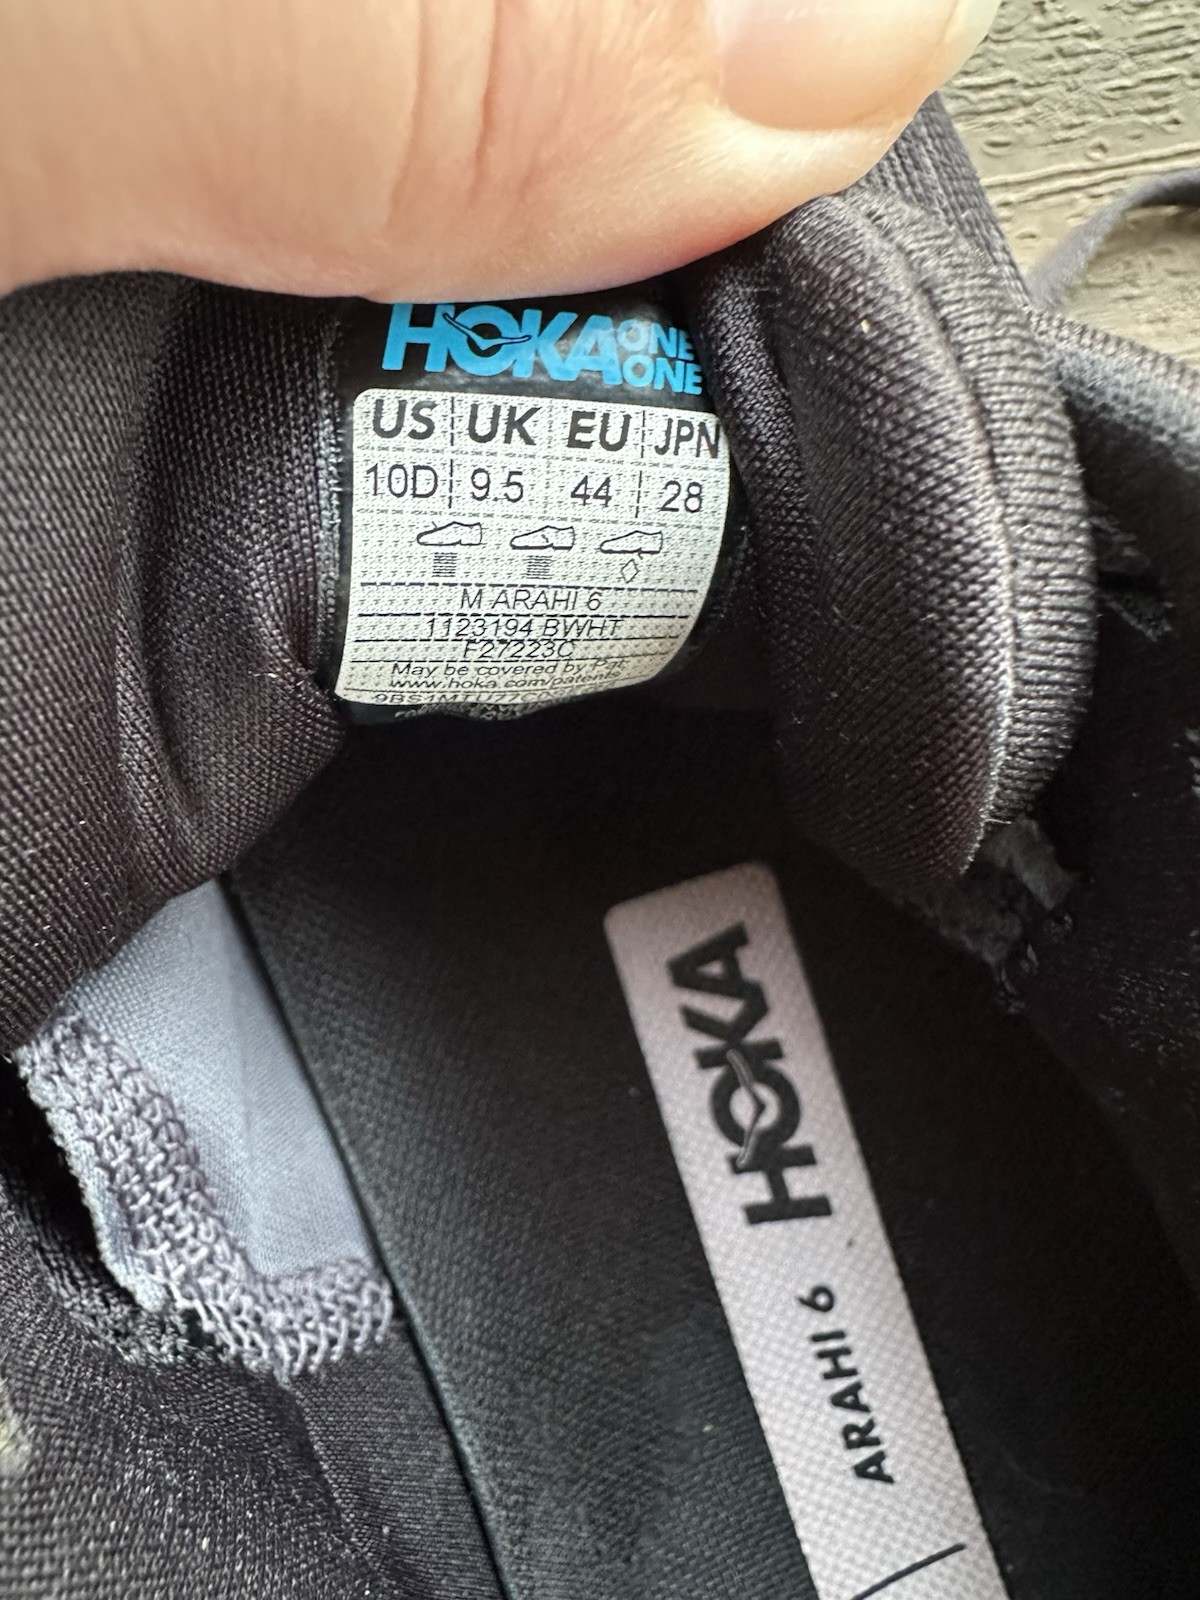 HOKA ONE ONE
US UK EU JPN
10D 9.5 44 28
M ARAHI 6
1123194 BWHT
F27223C
May be covered by Pat.
www.hoka.com/patents
HOKA
ARAHI 6